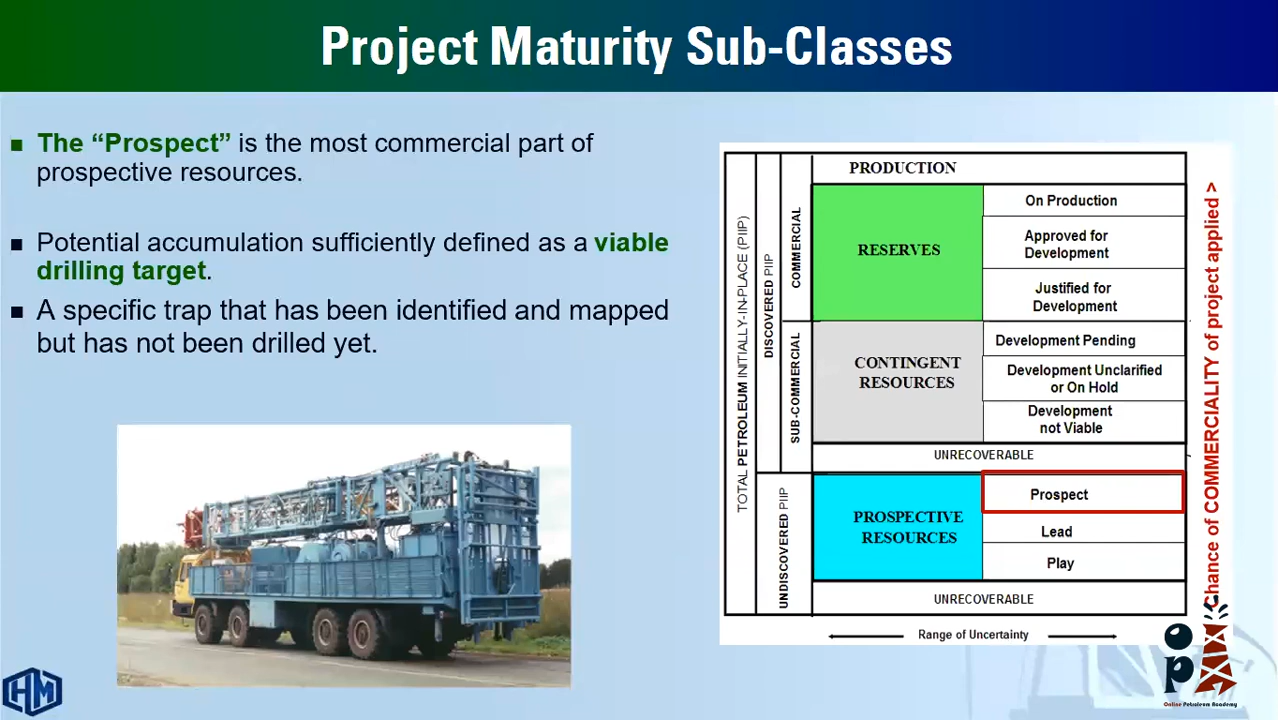 Project Maturity Sub-Classes
The “Prospect” is the most commercial part of
prospective resources.
Potential accumulation sufficiently defined as a viable
drilling target.
A specific trap that has been identified and mapped
but has not been drilled yet.
TOTAL PETROLEUM INITIALLY-IN-PLACE (PIIP)
DISCOVERED PIIP
UNDISCOVERED PIIP
COMMERCIAL
SUB-COMMERCIAL
PRODUCTION
RESERVES
On Production
Approved for
Development
Justified for
Development
CONTINGENT
RESOURCES
Development Pending
Development Unclarified
or On Hold
Development
not Viable
UNRECOVERABLE
PROSPECTIVE
RESOURCES
Prospect
Lead
Play
UNRECOVERABLE
Range of Uncertainty
Chance of COMMERCIALITY of project applied >
HM
op
Online Petroleum Academy